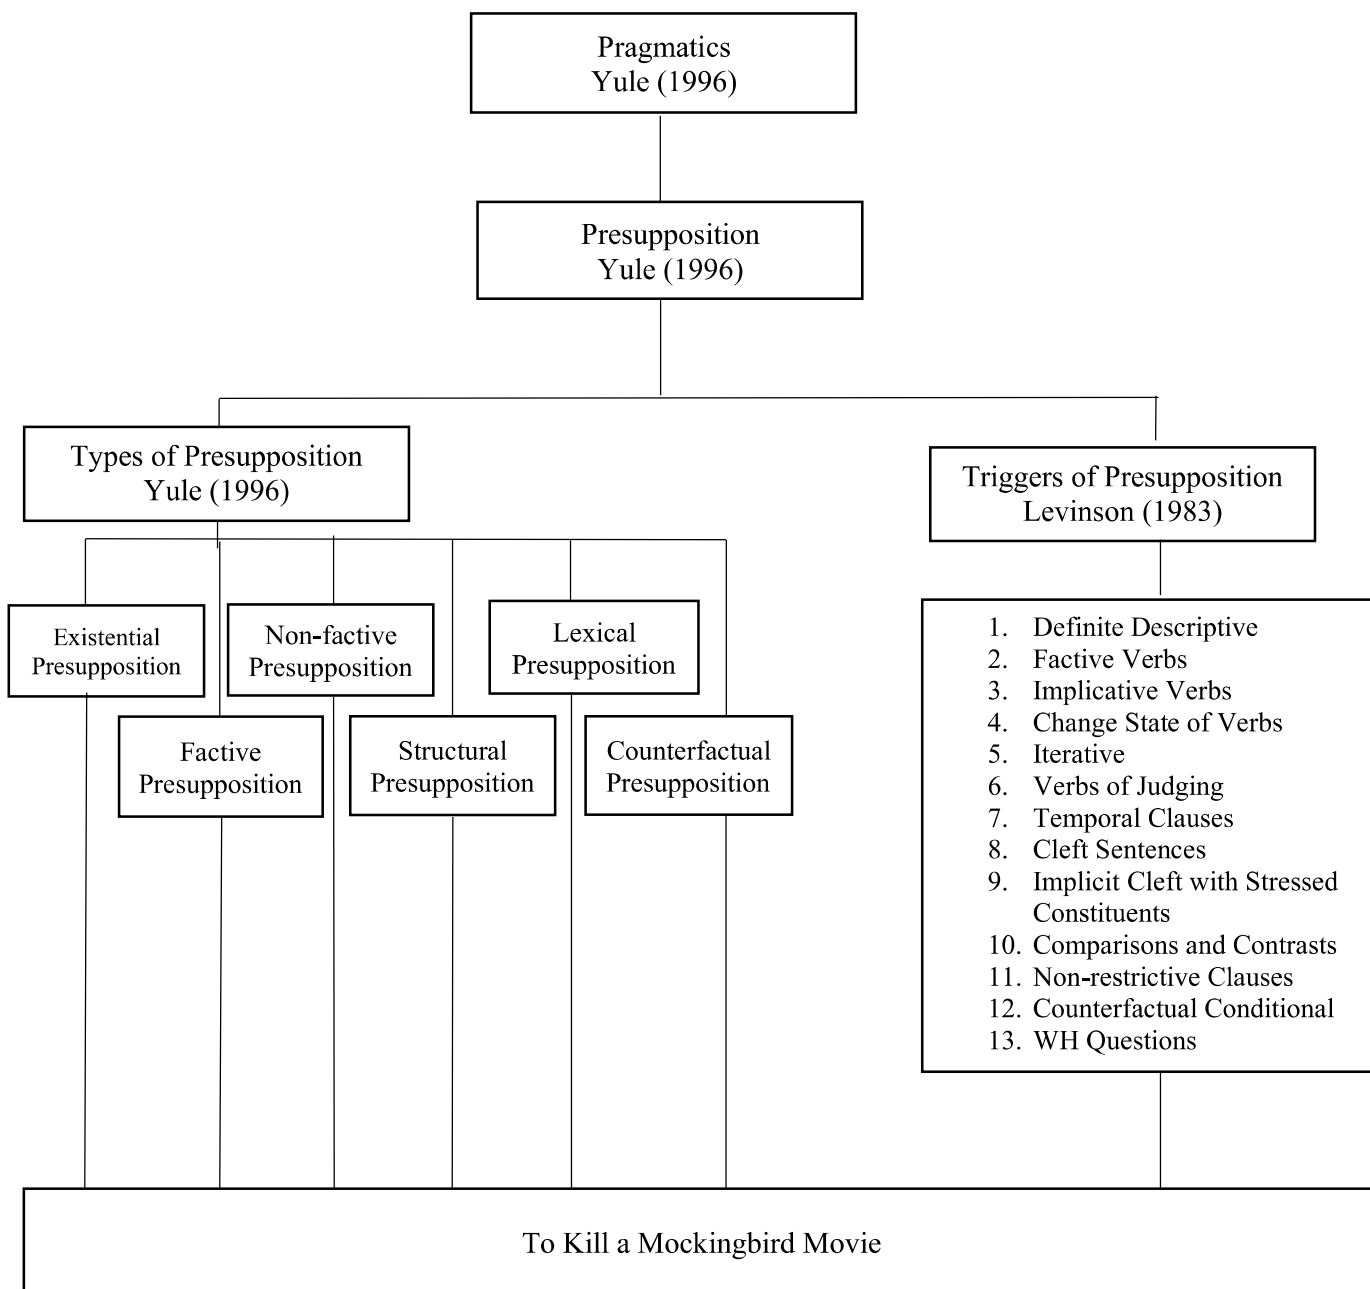 Pragmatics
Yule (1996)
Presupposition
Yule (1996)
Types of Presupposition
Yule (1996)
Triggers of Presupposition
Levinson (1983)
Existential
Presupposition
Non-factive
Presupposition
Lexical
Presupposition
Factive
Presupposition
Structural
Presupposition
Counterfactual
Presupposition
1. Definite Descriptive
2. Factive Verbs
3. Implicative Verbs
4. Change State of Verbs
5. Iterative
6. Verbs of Judging
7. Temporal Clauses
8. Cleft Sentences
9. Implicit Cleft with Stressed
Constituents
10. Comparisons and Contrasts
11. Non-restrictive Clauses
12. Counterfactual Conditional
13. WH Questions
To Kill a Mockingbird Movie